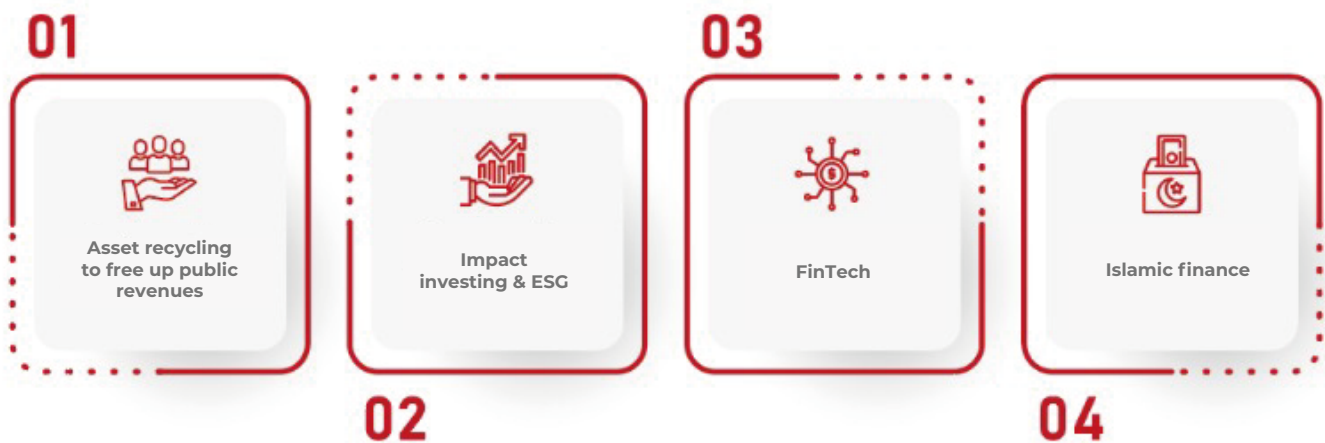 01
Asset recycling
to free up public
revenues
02
Impact
investing & ESG
03
$
FinTech
04
Islamic finance